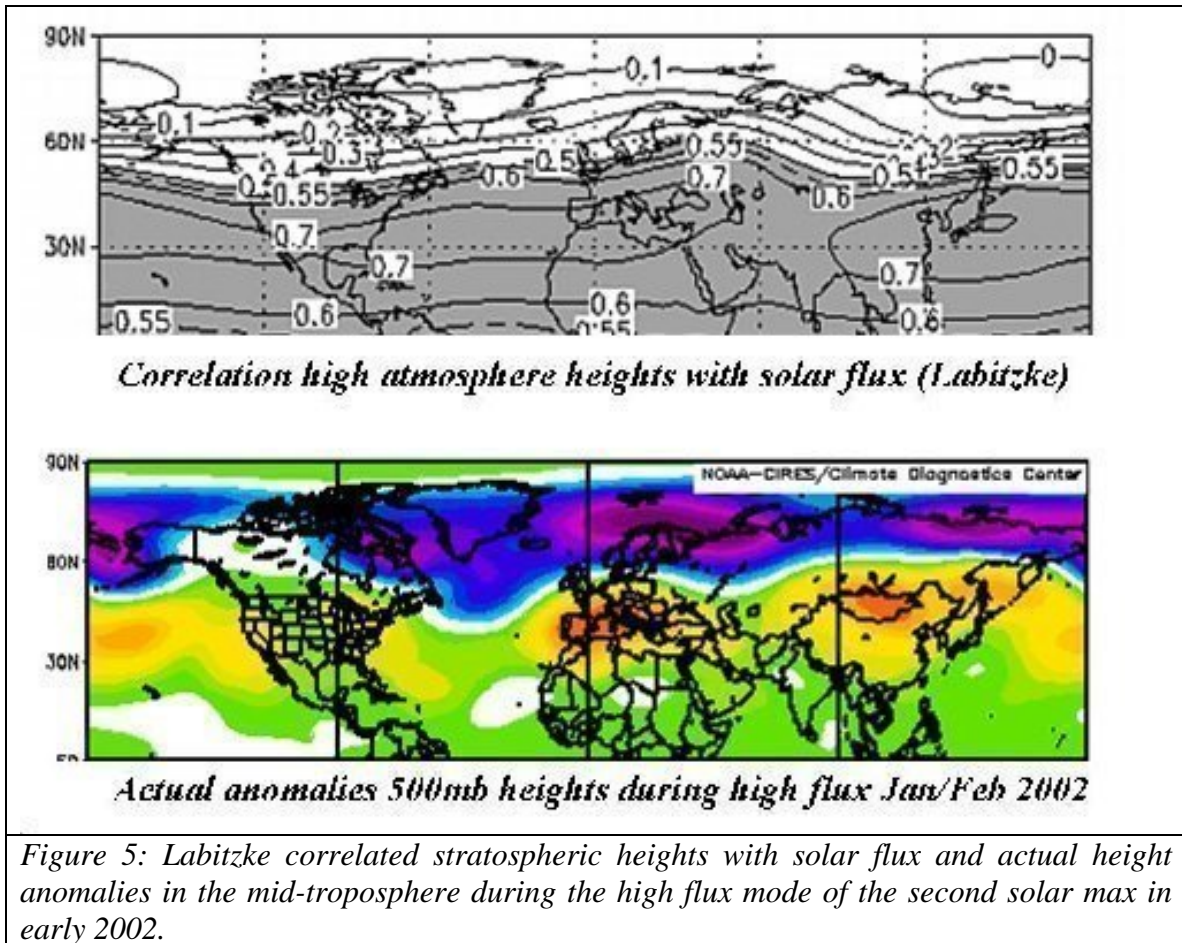 90N
60N
30N
0.1
0
0.1
0.2
0.3
0.4
0.5
0.55
0.55
0.5
0.55
0.6
0.7
0.6
0.7
0.7
0.7
0.55
0.6
0.6
0.55
0.6
Correlation high atmosphere heights with solar flux (Labitzke)
90N
NOAA-CIRES/Climate Diagnostics Center
60N
30N
Actual anomalies 500mb heights during high flux Jan/Feb 2002
Figure 5: Labitzke correlated stratospheric heights with solar flux and actual height
anomalies in the mid-troposphere during the high flux mode of the second solar max in
early 2002.